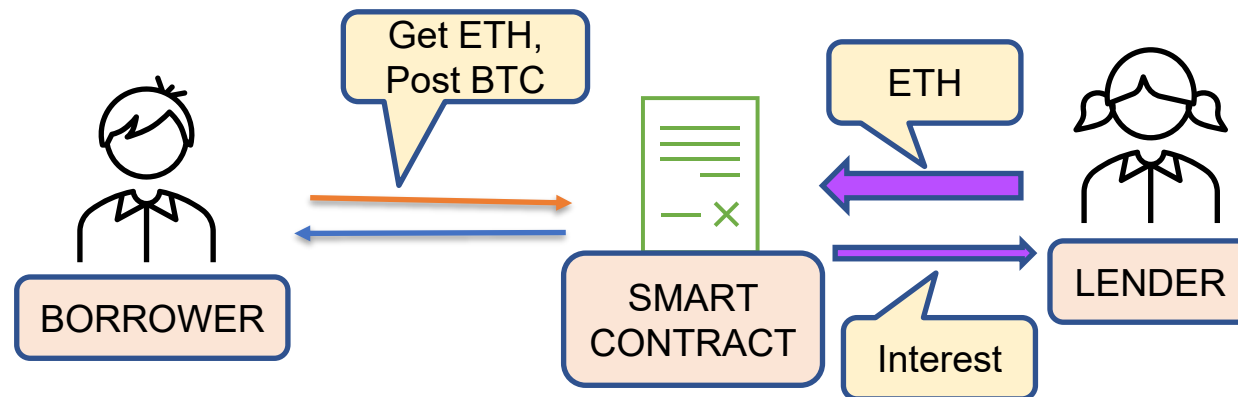 Get ETH,
Post BTC
ETH
BORROWER
SMART
CONTRACT
LENDER
Interest